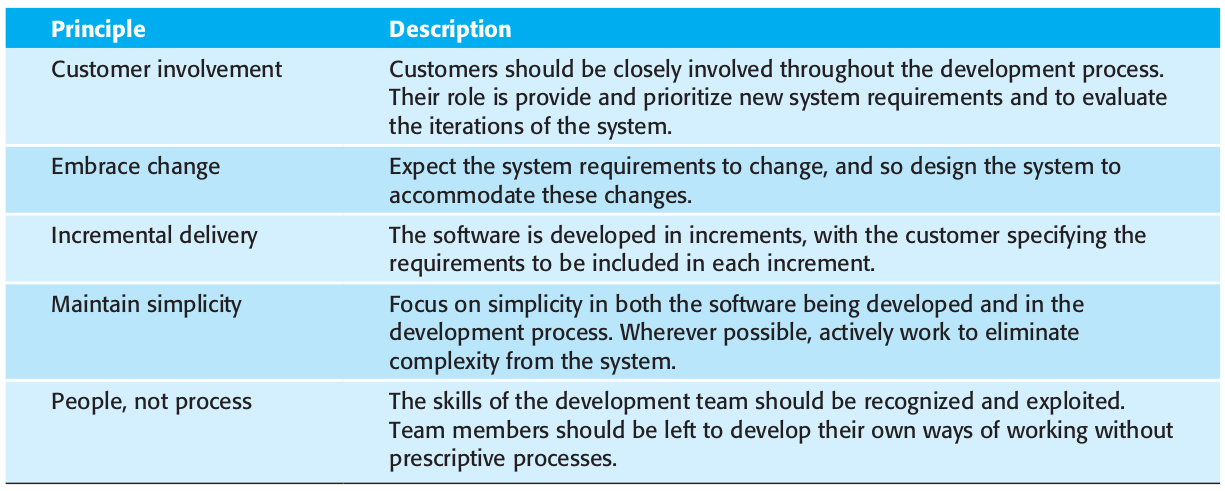 Principle Description
Customer involvement Customers should be closely involved throughout the development process.
Their role is provide and prioritize new system requirements and to evaluate
the iterations of the system.
Embrace change Expect the system requirements to change, and so design the system to
accommodate these changes.
Incremental delivery The software is developed in increments, with the customer specifying the
requirements to be included in each increment.
Maintain simplicity Focus on simplicity in both the software being developed and in the
development process. Wherever possible, actively work to eliminate
complexity from the system.
People, not process The skills of the development team should be recognized and exploited.
Team members should be left to develop their own ways of working without
prescriptive processes.